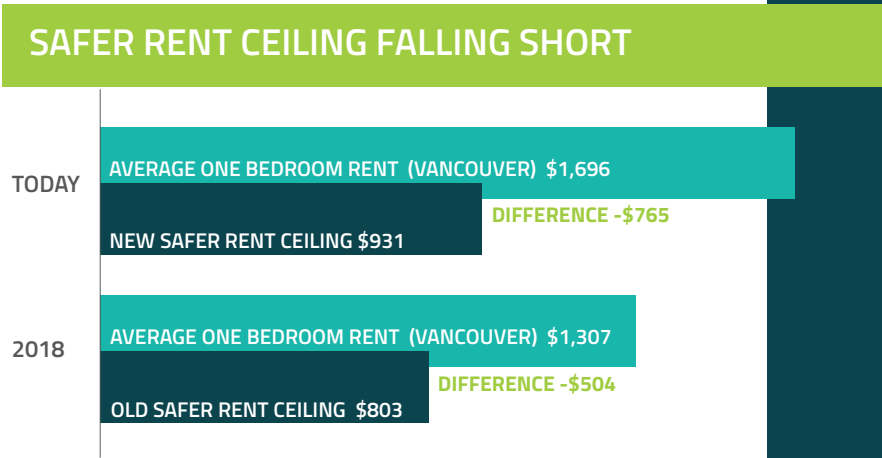 SAFER RENT CEILING FALLING SHORT
TODAY
AVERAGE ONE BEDROOM RENT (VANCOUVER) $1,696
DIFFERENCE -$765
NEW SAFER RENT CEILING $931
2018
AVERAGE ONE BEDROOM RENT (VANCOUVER) $1,307
DIFFERENCE -$504
OLD SAFER RENT CEILING $803